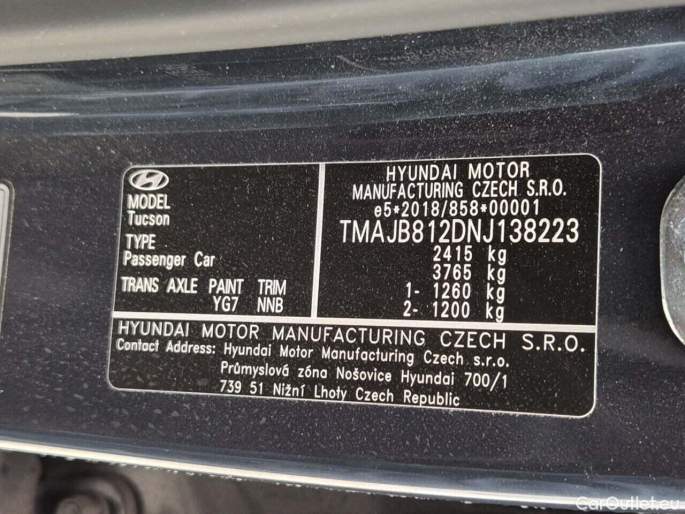 MODEL
Tucson
TYPE
Passenger Car
TRANS AXLE PAINT TRIM
YG7 NNB
HYUNDAI MOTOR
MANUFACTURING CZECH S.R.O.
e5*2018/858*00001
TMAJB812DNJ138223
2415 kg
3765 kg
1- 1260 kg
2- 1200 kg
HYUNDAI MOTOR MANUFACTURING CZECH S.R.O.
Contact Address: Hyundai Motor Manufacturing Czech s.r.o.
Průmyslová zóna Nošovice Hyundai 700/1
739 51 Nižní Lhoty Czech Republic
CarOutlet.eu